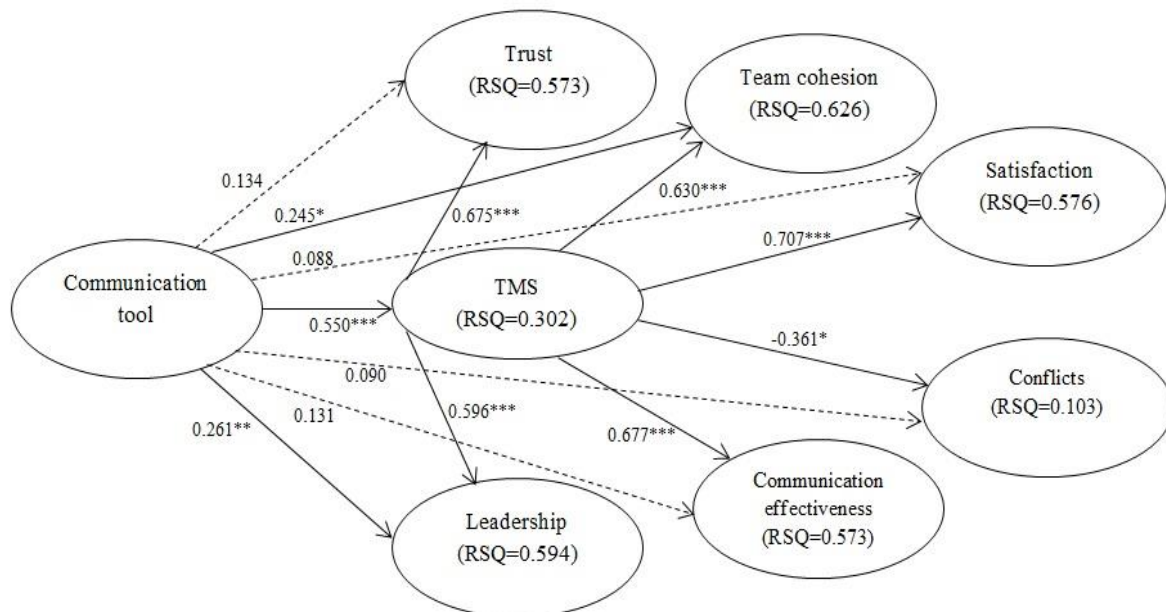 Trust
(RSQ=0.573)
Team cohesion
(RSQ=0.626)
Satisfaction
(RSQ=0.576)
0.134
0.245*
0.675***
0.630***
0.707***
0.088
Communication
tool
0.550***
TMS
(RSQ=0.302)
-0.361*
0.090
Conflicts
(RSQ=0.103)
0.261**
0.131
0.596***
0.677***
Leadership
(RSQ=0.594)
Communication
effectiveness
(RSQ=0.573)